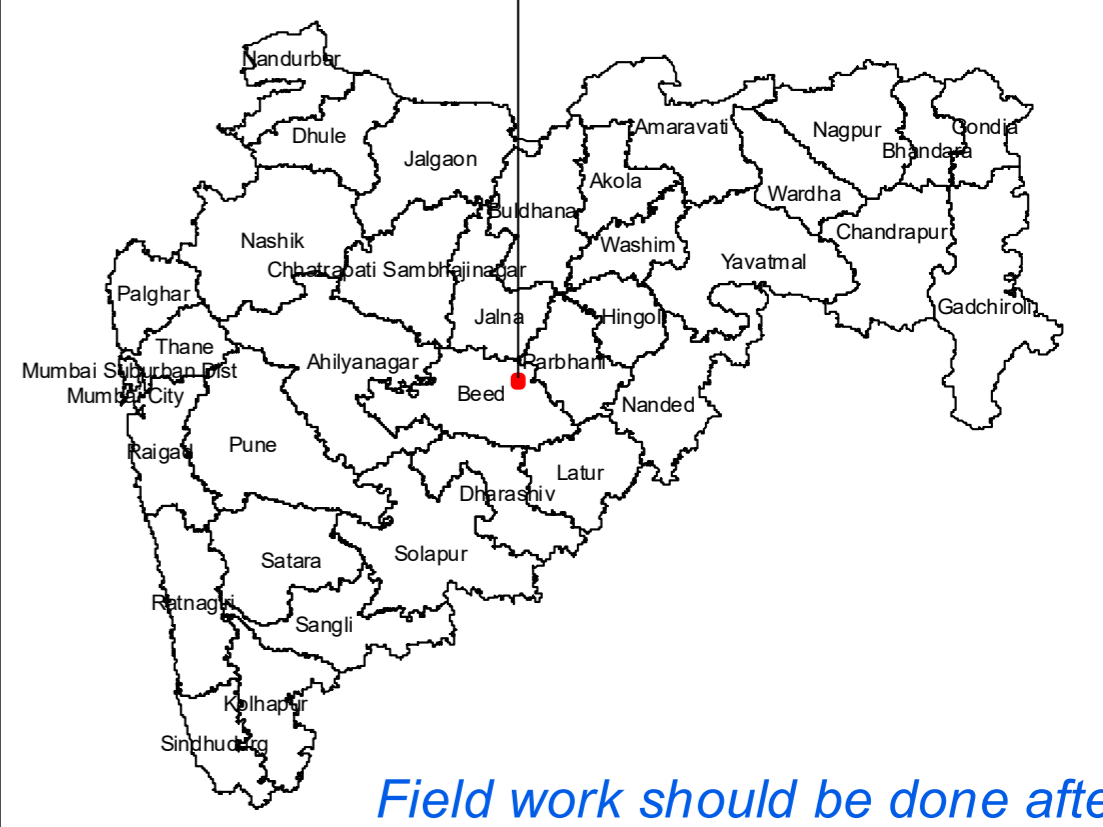 Nandurbar
Dhule
Jalgaon
Amaravati
Nagpur
Gondia
Bhandara
Akola
Buldhana
Wardha
Nashik
Washim
Chandrapur
Chhatrapati Sambhajinagar
Yavatmal
Palghar
Jalna
Hingoli
Gadchiroli
Thane
Ahilyanagar
Parbhani
Mumbai Suburban Dist
Mumbai City
Beed
Nanded
Raigad
Pune
Latur
Dharashiv
Satara
Solapur
Ratnagiri
Sangli
Kolhapur
Sindhudurg
Field work should be done afte